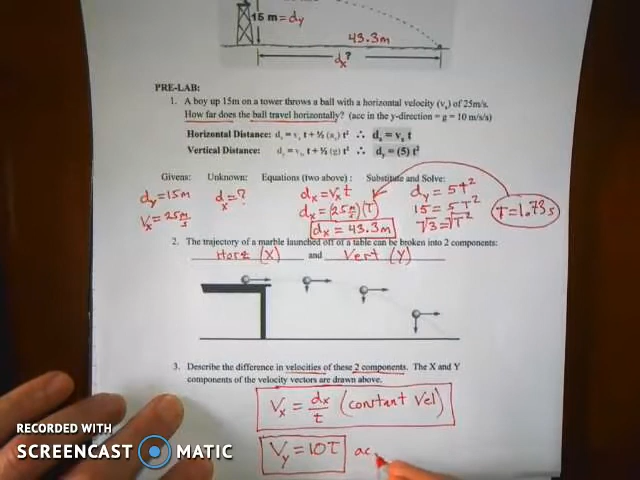 15 m = dy
43.3m
dx?
PRE-LAB:
1. A boy up 15m on a tower throws a ball with a horizontal velocity (vx) of 25m/s.
How far does the ball travel horizontally? (acc in the y-direction = g = 10 m/s/s)
Horizontal Distance: dx = vx t + ½ (ax) t² ∴ dx = vx t
Vertical Distance: dy = vy t + ½ (g) t² ∴ dy = (5) t²
Givens: Unknown: Equations (two above) : Substitute and Solve:
dy = 15m dx = ? dx = Vx t dy = 5t²
Vx = 25 m/s dx = (25 m/s)(T) 15 = 5T² T = 1.73 s
dx = 43.3m √3 = √T²
2. The trajectory of a marble launched off of a table can be broken into 2 components:
Horz (X) and Vert (Y)
3. Describe the difference in velocities of these 2 components. The X and Y
components of the velocity vectors are drawn above.
Vx = dx/t (constant Vel)
Vy = 10T ac
RECORDED WITH
SCREENCAST MATIC